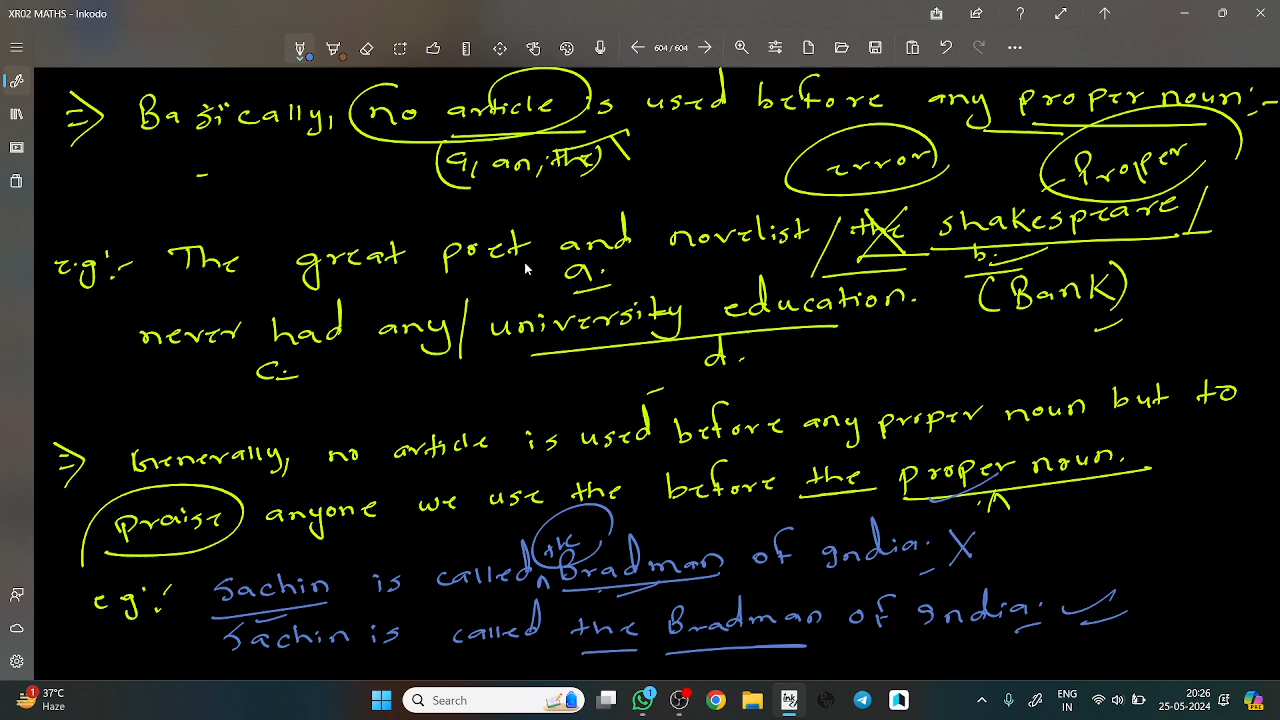 XR02 MATHS - Inkodo
604/604
⇒ Basically, no article is used before any proper noun:-
(a, an, the)
error
Proper
e.g:- The great poet and novelist / the shakespeare /
a.
b.
never had any / university education. (Bank)
c.
d.
⇒ Generally, no article is used before any proper noun but to
praise anyone we use the before the proper noun.
the
e.g:- Sachin is called ^ Bradman of India. X
Sachin is called the Bradman of India. ✓
1
37°C
Haze
Search
1
ENG
IN
20:26
25-05-2024